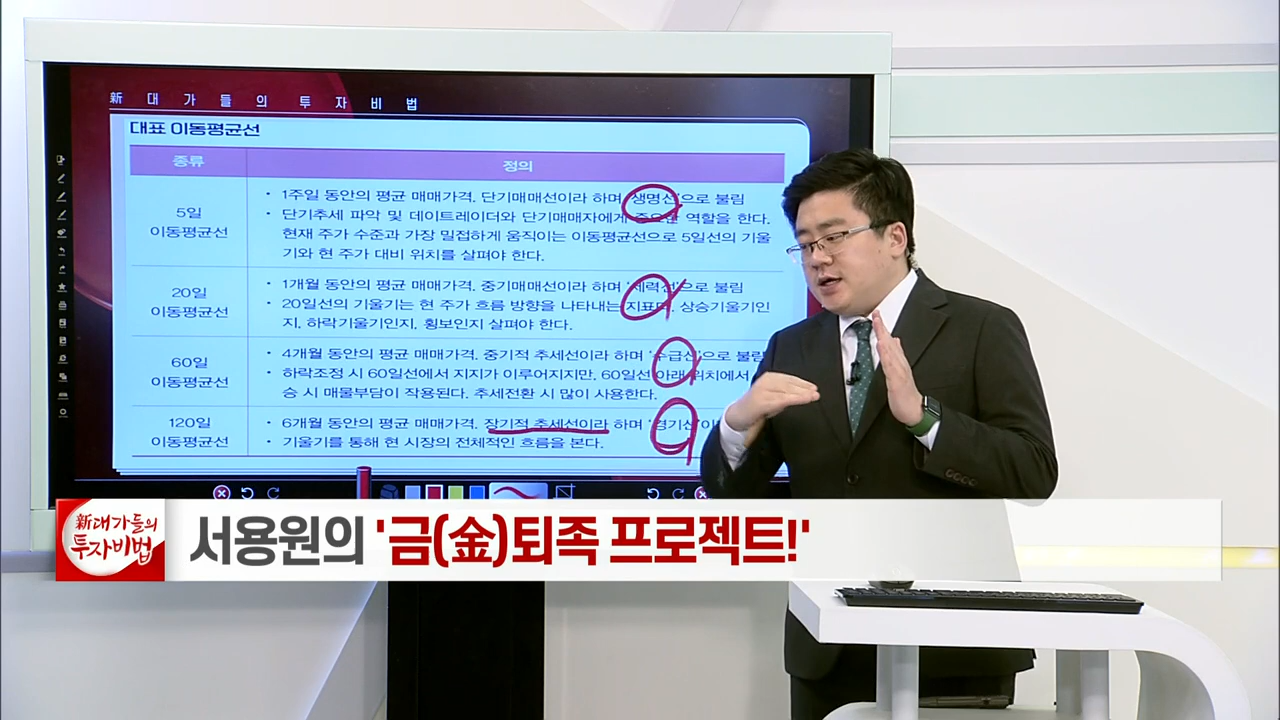 新 대 가 들 의 투 자 비 법
대표 이동평균선
종류
정의
5일
이동평균선
• 1주일 동안의 평균 매매가격, 단기매매선이라 하며 '생명선'으로 불림
• 단기추세 파악 및 데이트레이더와 단기매매자에게 중요한 역할을 한다.
현재 주가 수준과 가장 밀접하게 움직이는 이동평균선으로 5일선의 기울
기와 현 주가 대비 위치를 살펴야 한다.
20일
이동평균선
• 1개월 동안의 평균 매매가격, 중기매매선이라 하며 '세력선'으로 불림
• 20일선의 기울기는 현 주가 흐름 방향을 나타내는 지표며, 상승기울기인
지, 하락기울기인지, 횡보인지 살펴야 한다.
60일
이동평균선
• 4개월 동안의 평균 매매가격, 중기적 추세선이라 하며 '수급선'으로 불림
• 하락조정 시 60일선에서 지지가 이루어지지만, 60일선 아래 위치에서
승 시 매물부담이 작용된다. 추세전환 시 많이 사용한다.
120일
이동평균선
• 6개월 동안의 평균 매매가격, 장기적 추세선이라 하며 '경기선'이
• 기울기를 통해 현 시장의 전체적인 흐름을 본다.
新대가들의
투자비법
서용원의 '금(金)퇴족 프로젝트!'